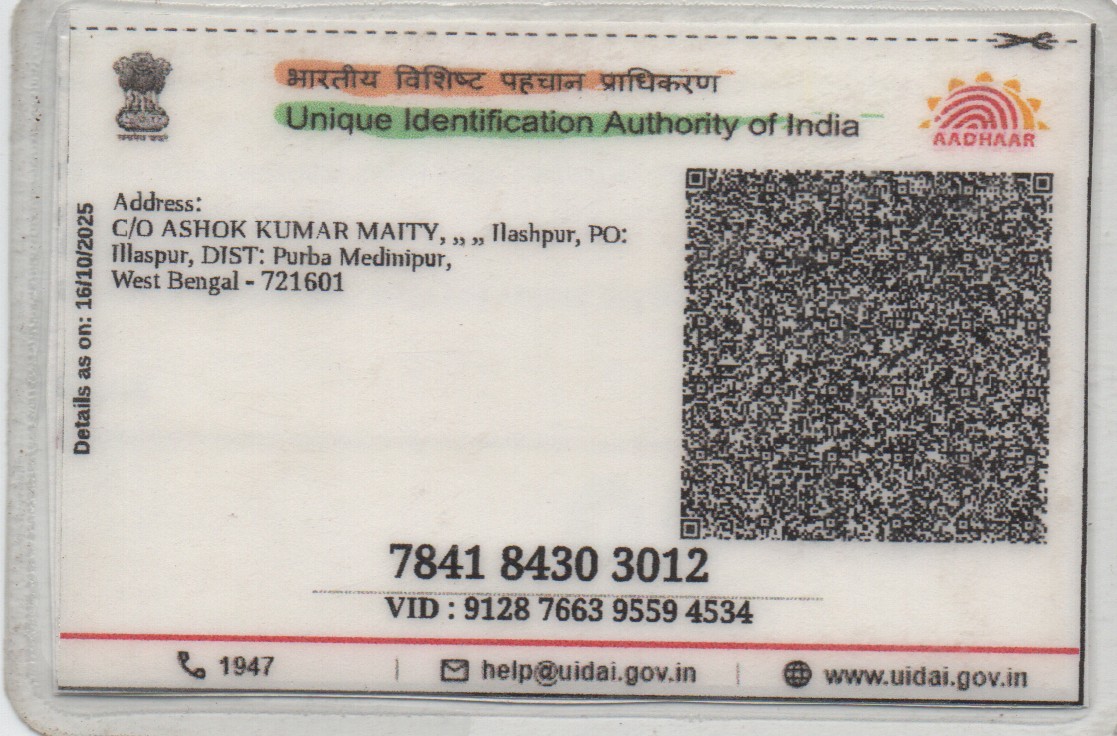 भारतीय विशिष्ट पहचान प्राधिकरण
Unique Identification Authority of India
AADHAAR
Details as on: 16/10/2025
Address:
C/O ASHOK KUMAR MAITY, ,, ,, Ilashpur, PO:
Illaspur, DIST: Purba Medinipur,
West Bengal - 721601
7841 8430 3012
VID : 9128 7663 9559 4534
1947 | help@uidai.gov.in | www.uidai.gov.in